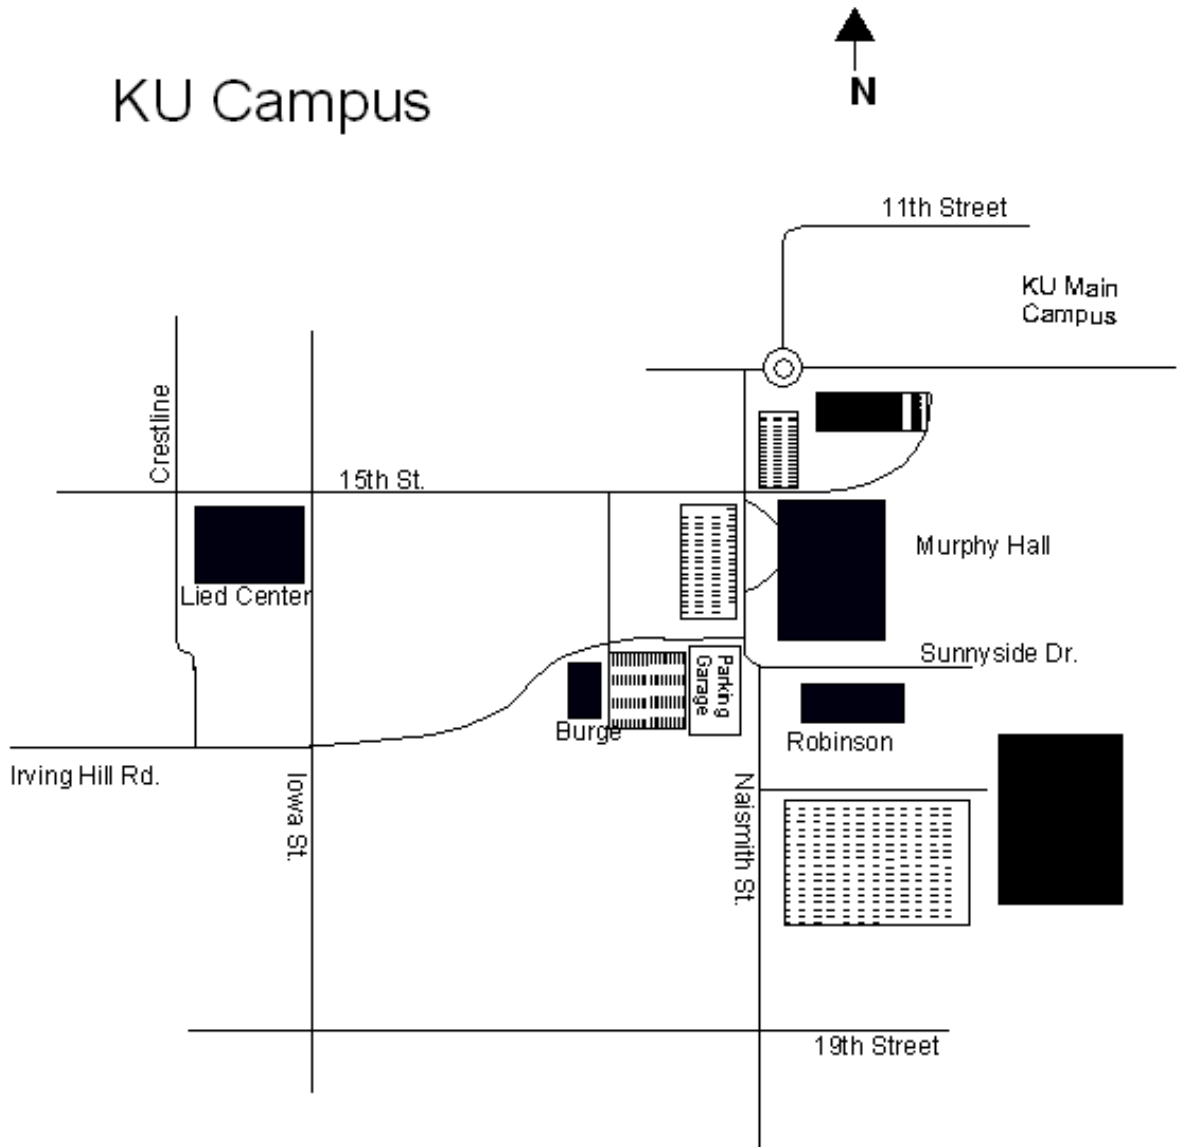 N
KU Campus
11th Street
KU Main
Campus
Crestline
15th St.
Murphy Hall
Lied Center
Sunnyside Dr.
Parking
Garage
Burge
Robinson
Irving Hill Rd.
Iowa St.
Naismith St.
19th Street